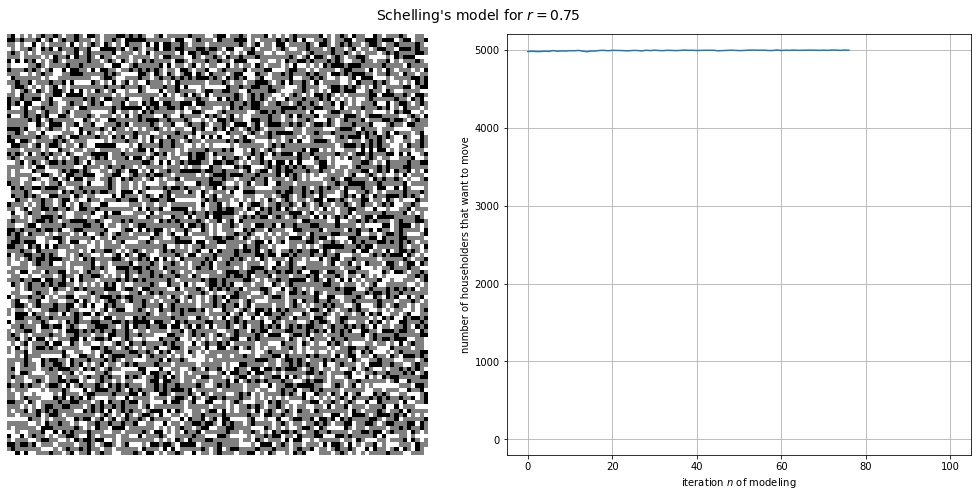 Schelling's model for r = 0.75
5000
4000
3000
2000
1000
0
number of householders that want to move
0 20 40 60 80 100
iteration n of modeling